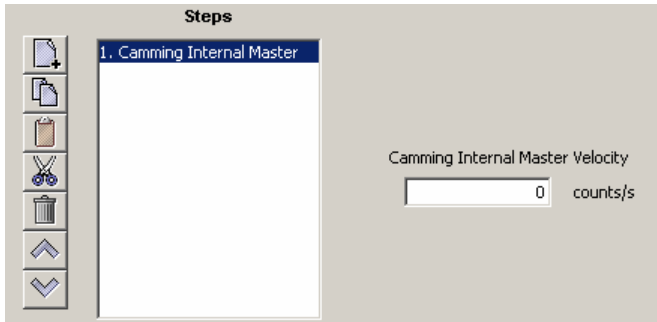 Steps
1. Camming Internal Master
Camming Internal Master Velocity
0 counts/s